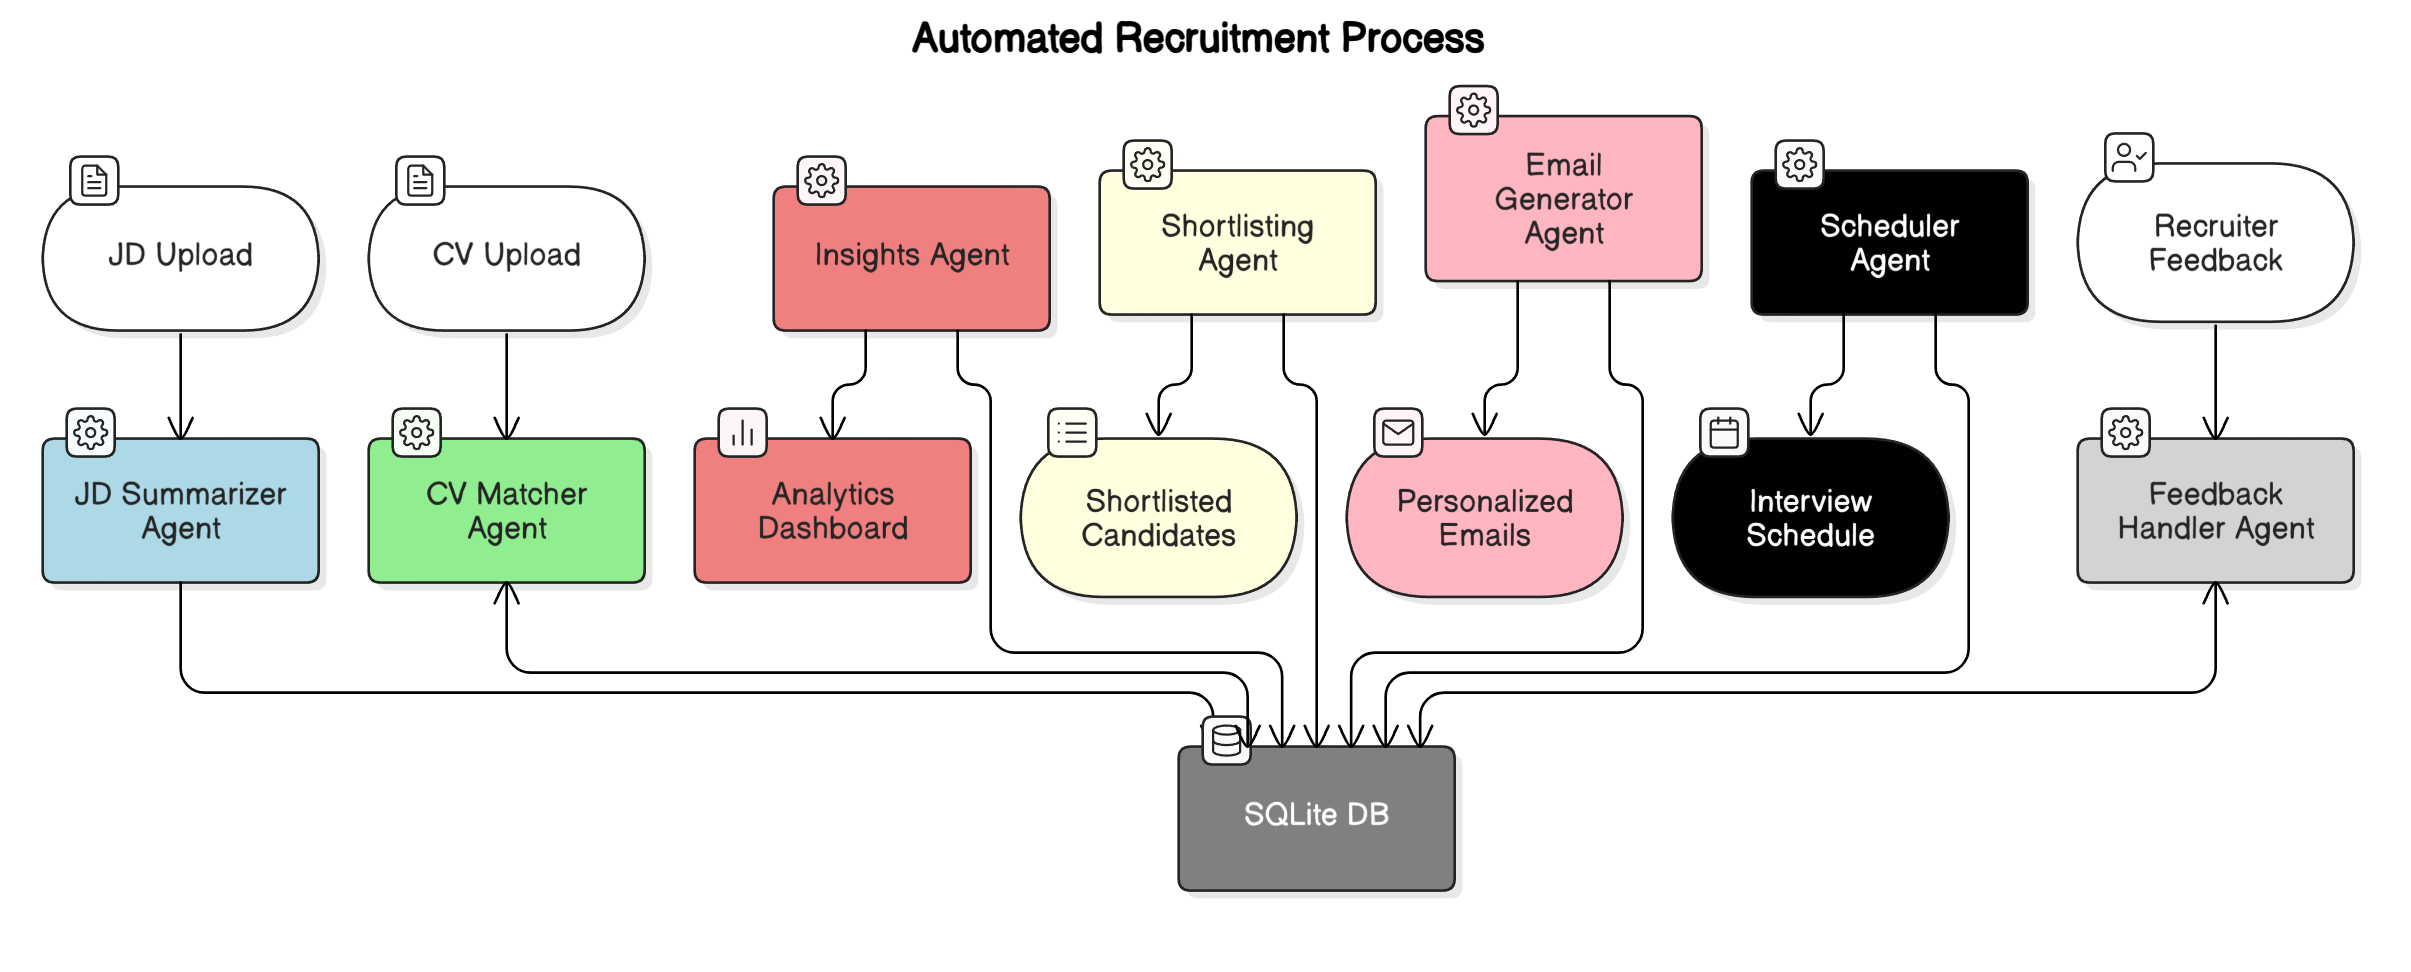 Automated Recruitment Process
JD Upload
CV Upload
Insights Agent
Shortlisting
Agent
Email
Generator
Agent
Scheduler
Agent
Recruiter
Feedback
JD Summarizer
Agent
CV Matcher
Agent
Analytics
Dashboard
Shortlisted
Candidates
Personalized
Emails
Interview
Schedule
Feedback
Handler Agent
SQLite DB